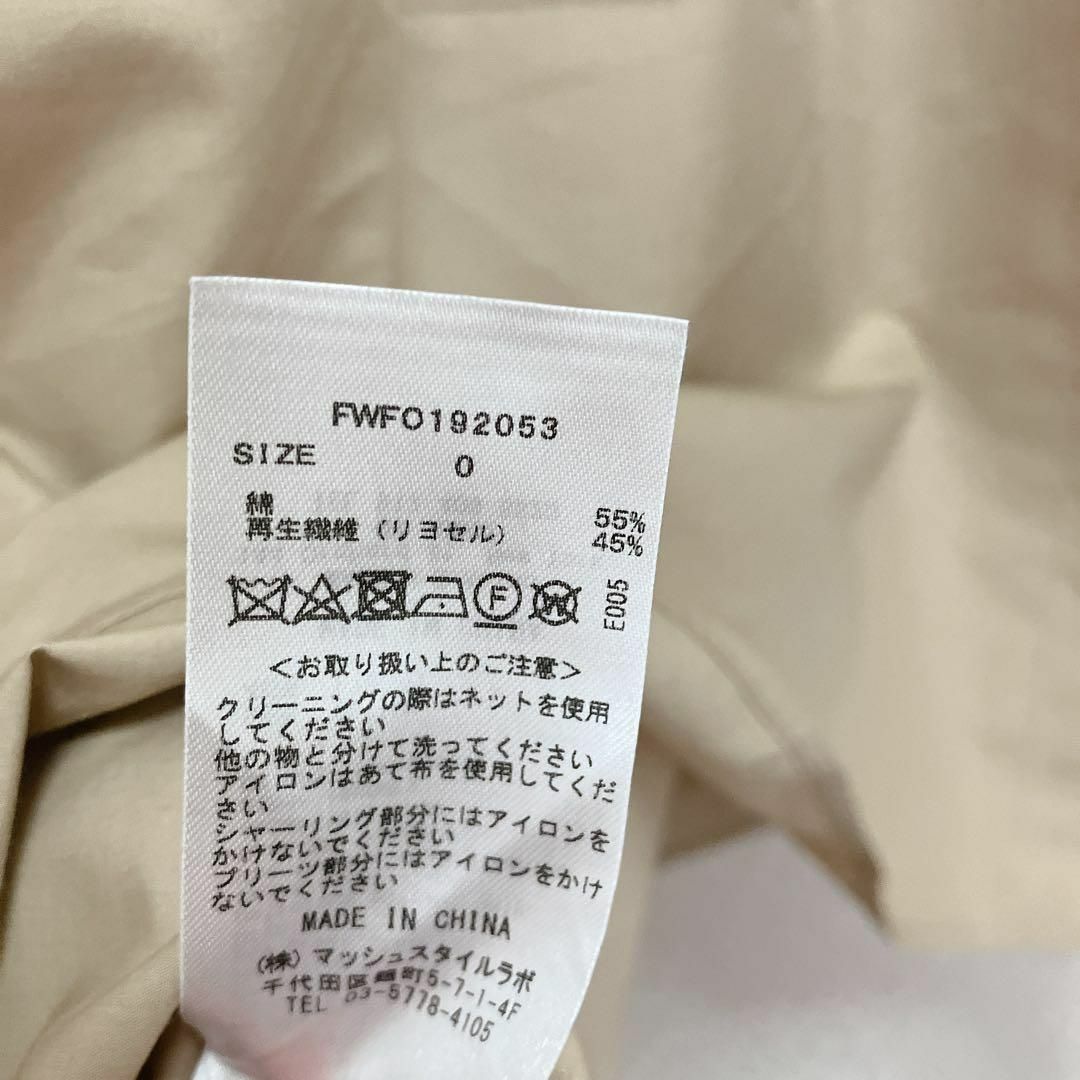 FWFO192053
SIZE 0
綿 55%
再生繊維 (リヨセル) 45%
F W
E005
<お取り扱い上のご注意>
クリーニングの際はネットを使用
してください
他の物と分けて洗ってください
アイロンはあて布を使用してくだ
さい
シャーリング部分にはアイロンを
かけないでください
プリーツ部分にはアイロンをかけ
ないでください
MADE IN CHINA
(株) マッシュスタイルラボ
千代田区麹町5-7-1-4F
TEL 03-5778-4105